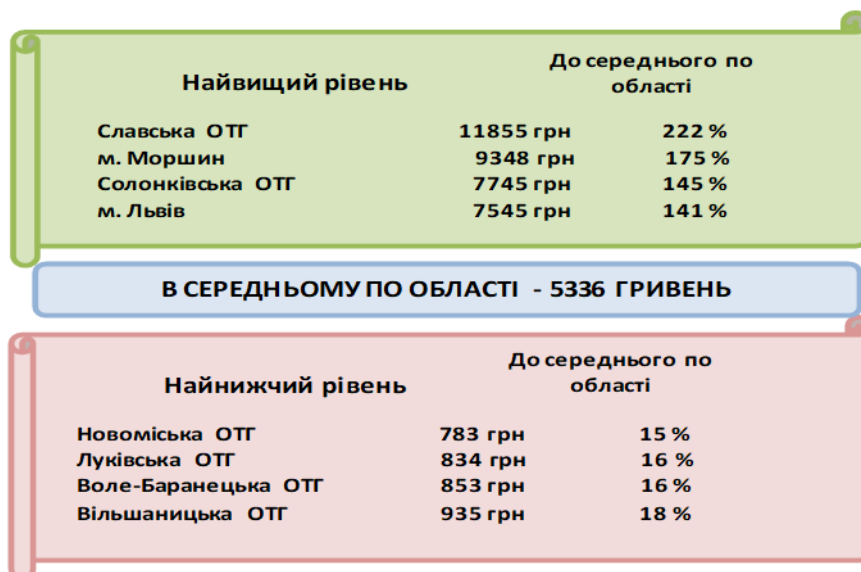 Найвищий рівень
До середнього по
області
Славська ОТГ 11855 грн 222 %
м. Моршин 9348 грн 175 %
Солонківська ОТГ 7745 грн 145 %
м. Львів 7545 грн 141 %
В СЕРЕДНЬОМУ ПО ОБЛАСТІ - 5336 ГРИВЕНЬ
Найнижчий рівень
До середнього по
області
Новоміська ОТГ 783 грн 15 %
Луківська ОТГ 834 грн 16 %
Воле-Баранецька ОТГ 853 грн 16 %
Вільшаницька ОТГ 935 грн 18 %